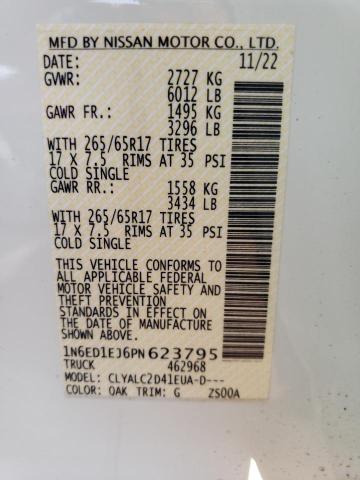 MFD BY NISSAN MOTOR CO., LTD.
DATE: 11/22
GVWR: 2727 KG
6012 LB
GAWR FR.: 1495 KG
3296 LB
WITH 265/65R17 TIRES
17 X 7.5 RIMS AT 35 PSI
COLD SINGLE
GAWR RR.: 1558 KG
3434 LB
WITH 265/65R17 TIRES
17 X 7.5 RIMS AT 35 PSI
COLD SINGLE
THIS VEHICLE CONFORMS TO
ALL APPLICABLE FEDERAL
MOTOR VEHICLE SAFETY AND
THEFT PREVENTION
STANDARDS IN EFFECT ON
THE DATE OF MANUFACTURE
SHOWN ABOVE.
1N6ED1EJ6PN623795
TRUCK 462968
MODEL: CLYALC2D41EUA-D---
COLOR: OAK TRIM: G ZS00A